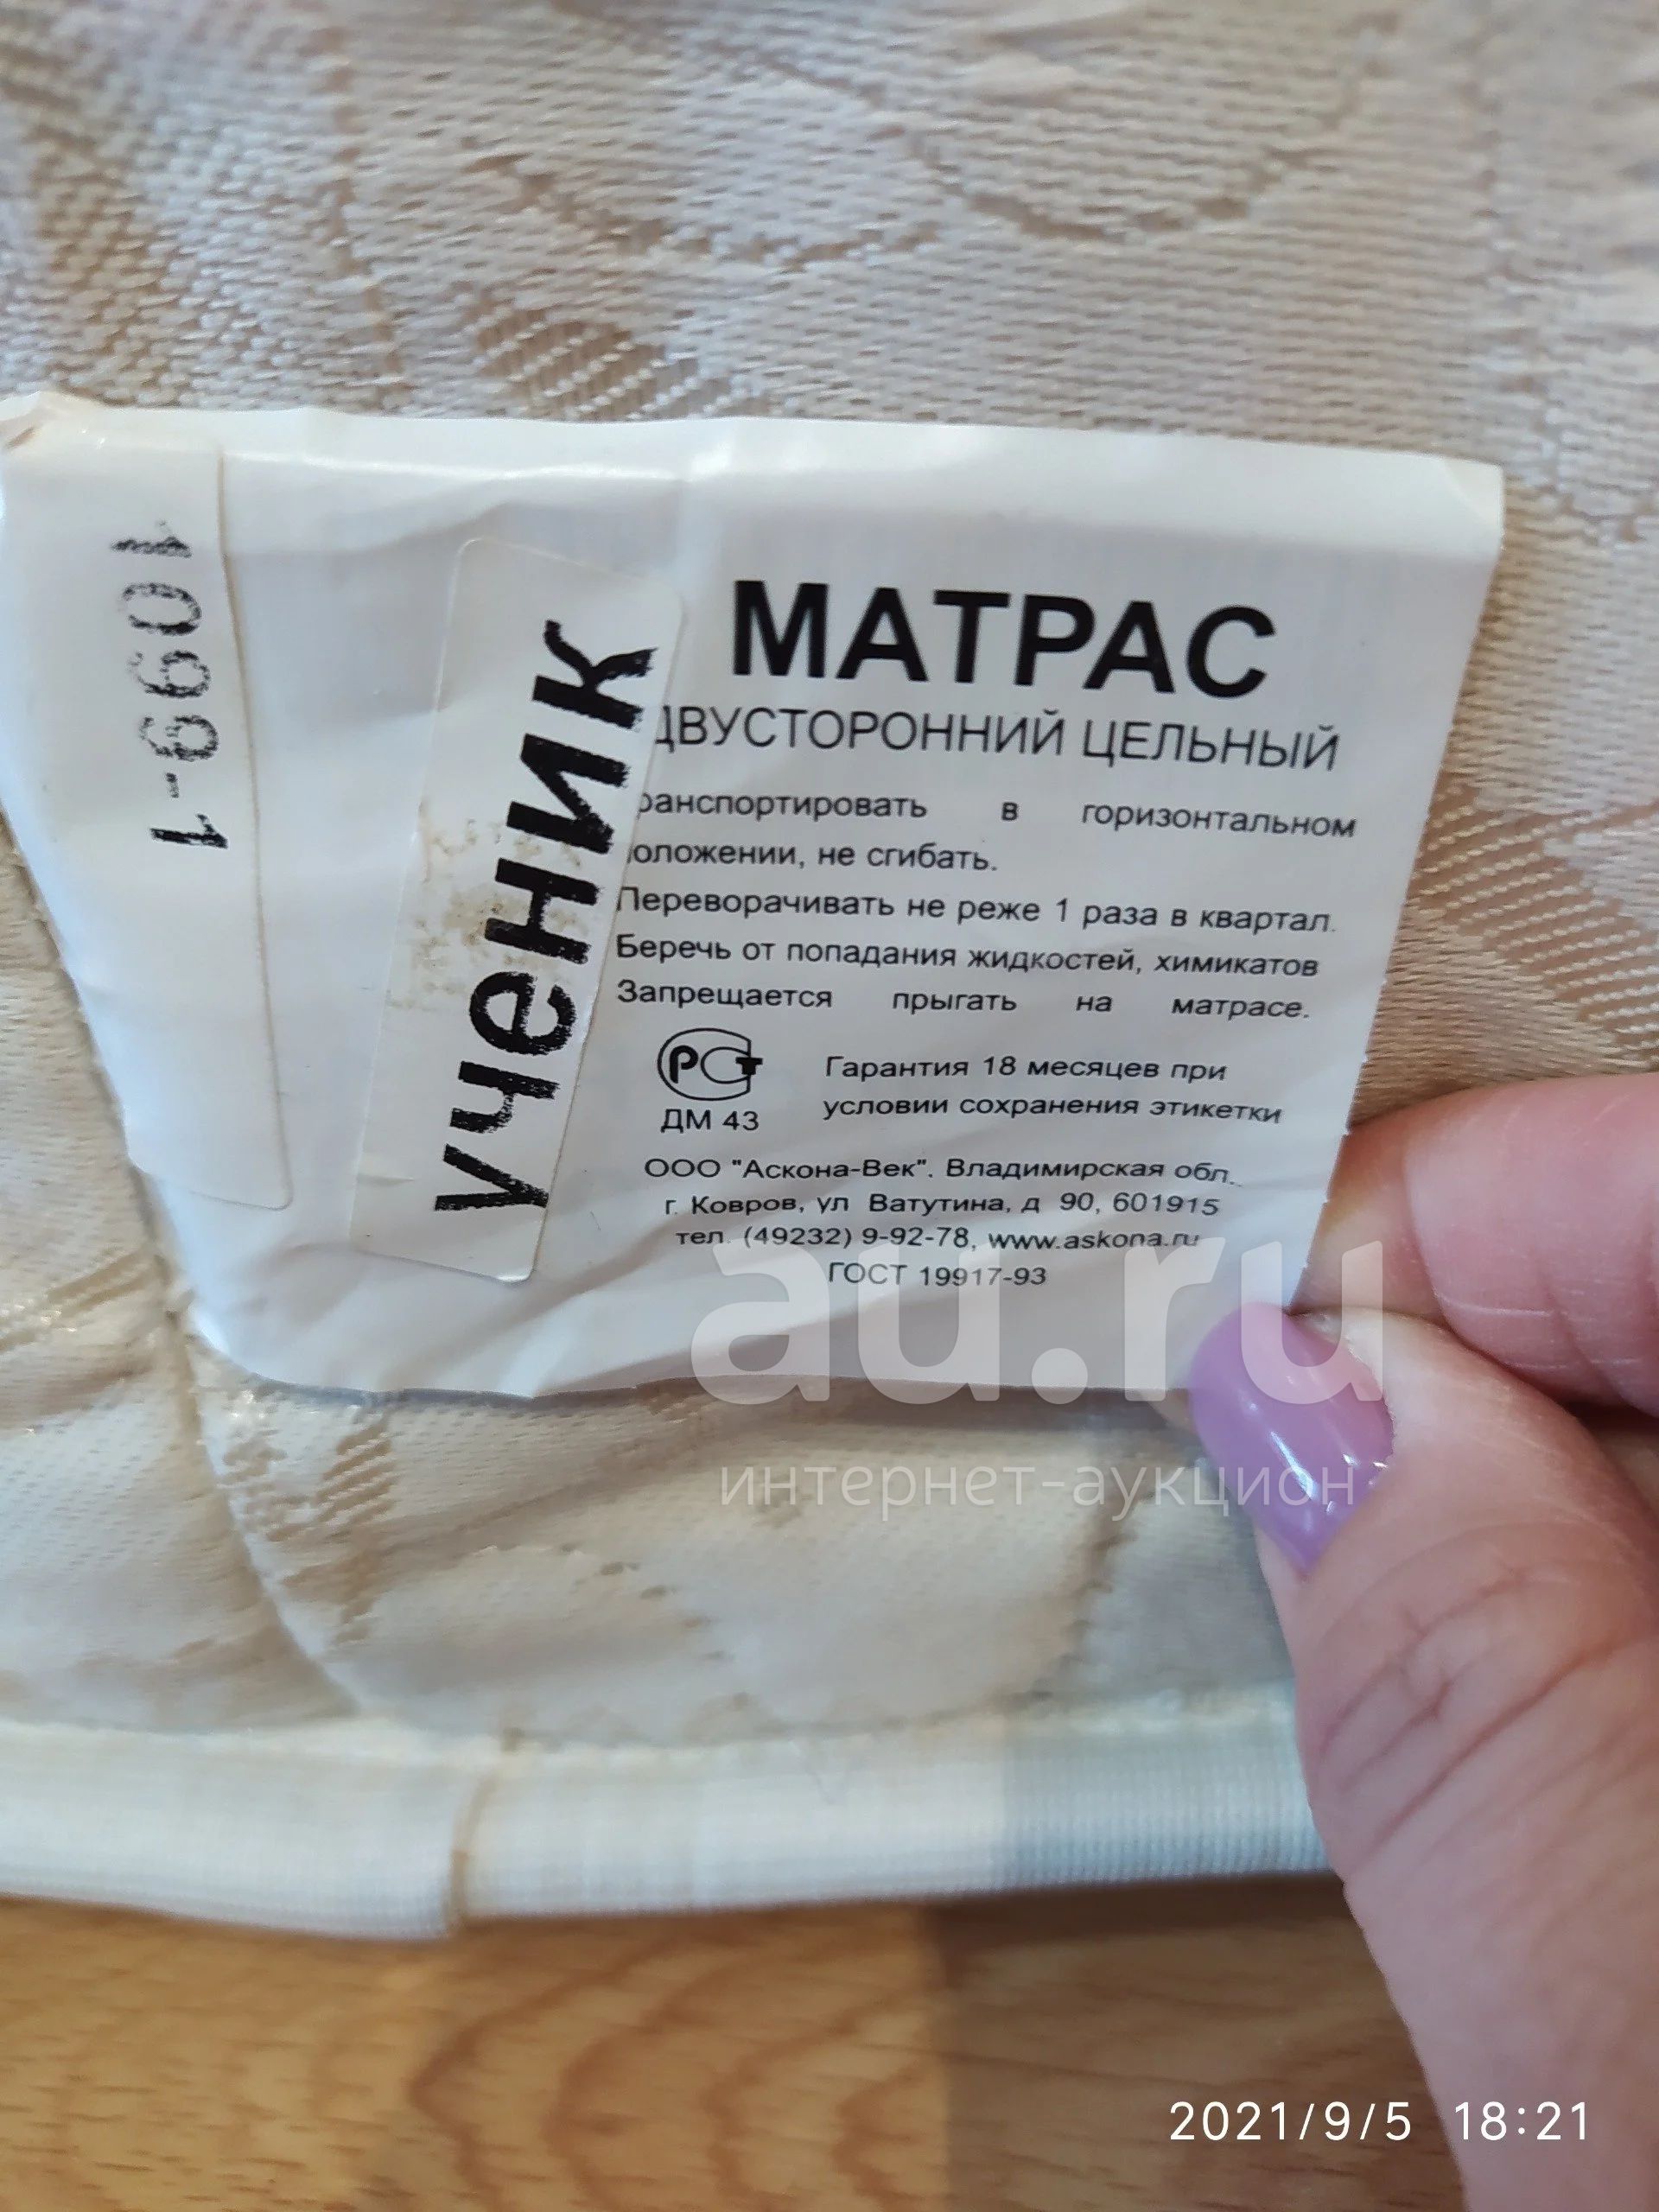 1099-1
ученик
МАТРАС
ДВУСТОРОННИЙ ЦЕЛЬНЫЙ
ранспортировать в горизонтальном
оложении, не сгибать.
Переворачивать не реже 1 раза в квартал.
Беречь от попадания жидкостей, химикатов
Запрещается прыгать на матрасе.
РСТ
ДМ 43
Гарантия 18 месяцев при
условии сохранения этикетки
ООО "Аскона-Век". Владимирская обл.
г. Ковров, ул Ватутина, д 90, 601915
тел. (49232) 9-92-78, www.askona.ru
ГОСТ 19917-93
au.ru
интернет-аукцион
2021/9/5 18:21